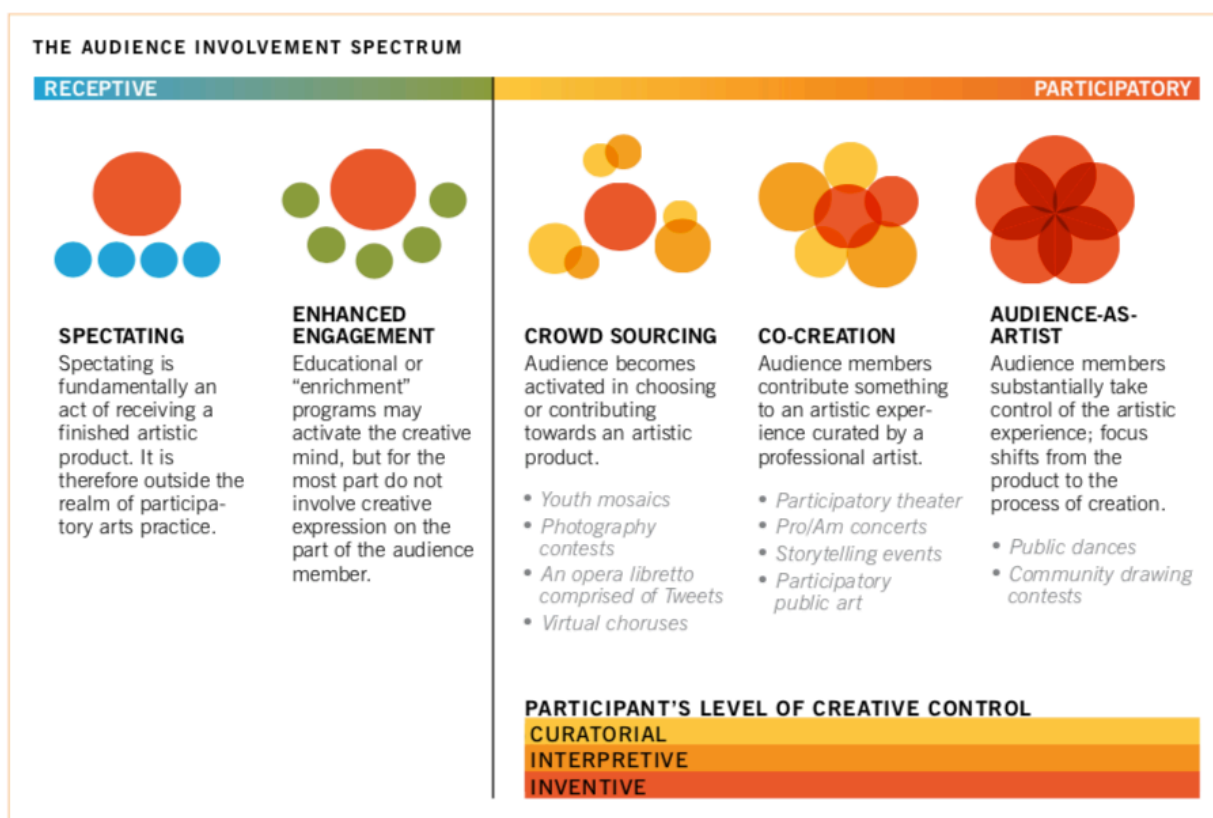 THE AUDIENCE INVOLVEMENT SPECTRUM
RECEPTIVE
PARTICIPATORY
SPECTATING
Spectating is
fundamentally an
act of receiving a
finished artistic
product. It is
therefore outside the
realm of participa-
tory arts practice.
ENHANCED
ENGAGEMENT
Educational or
“enrichment”
programs may
activate the creative
mind, but for the
most part do not
involve creative
expression on the
part of the audience
member.
CROWD SOURCING
Audience becomes
activated in choosing
or contributing
towards an artistic
product.
• Youth mosaics
• Photography
contests
• An opera libretto
comprised of Tweets
• Virtual choruses
CO-CREATION
Audience members
contribute something
to an artistic exper-
ience curated by a
professional artist.
• Participatory theater
• Pro/Am concerts
• Storytelling events
• Participatory
public art
AUDIENCE-AS-
ARTIST
Audience members
substantially take
control of the artistic
experience; focus
shifts from the
product to the
process of creation.
• Public dances
• Community drawing
contests
PARTICIPANT’S LEVEL OF CREATIVE CONTROL
CURATORIAL
INTERPRETIVE
INVENTIVE